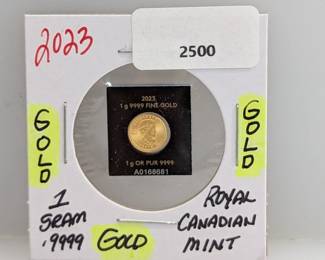 2023
2500
2023
1 g 9999 FINE GOLD
1 g OR PUR 9999
A0168681
GOLD
GOLD
1
GRAM
.9999
GOLD
ROYAL
CANADIAN
MINT